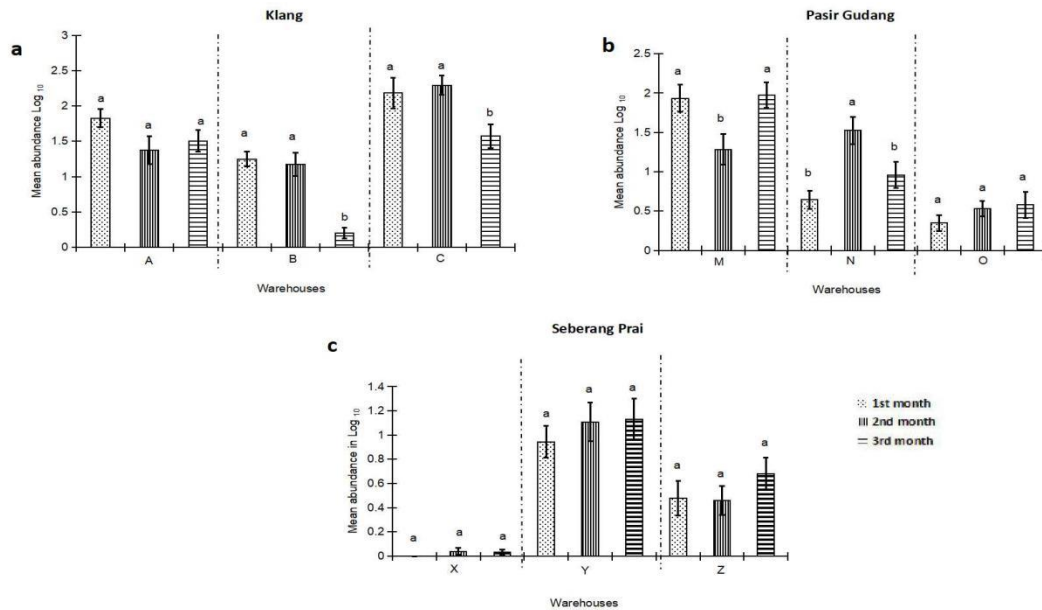 Klang
a
Mean abundance Log 10
3
2.5
2
1.5
1
0.5
0
a
a
a
a
a
b
a
a
b
A
B
C
Warehouses
Pasir Gudang
b
Mean abundance Log 10
2.5
2
1.5
1
0.5
0
a
b
a
b
a
b
a
a
a
M
N
O
Warehouses
Seberang Prai
c
Mean abundance in Log 10
1.4
1.2
1
0.8
0.6
0.4
0.2
0
a
a
a
a
a
a
a
a
a
X
Y
Z
Warehouses
1st month
2nd month
3rd month